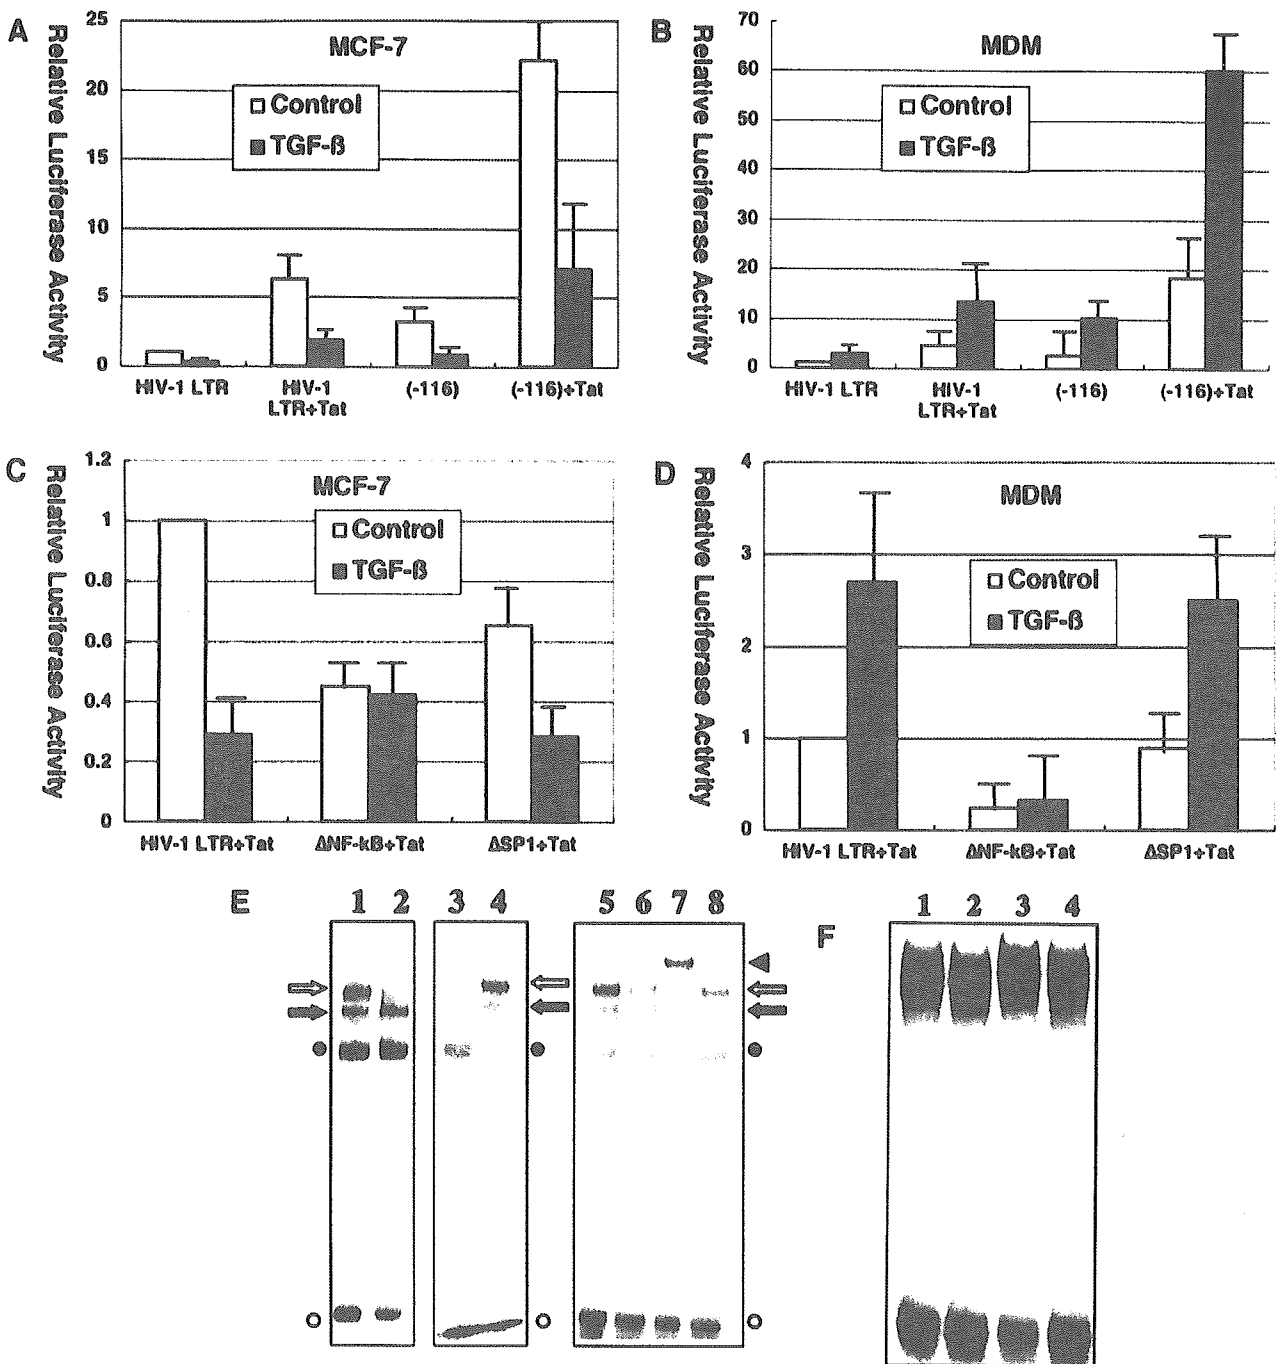 A
Relative Luciferase Activity
MCF-7
Control
TGF-ß
25
20
15
10
5
0
HIV-1 LTR
HIV-1
LTR+Tat
(-116)
(-116)+Tat
B
Relative Luciferase Activity
MDM
Control
TGF-ß
70
60
50
40
30
20
10
0
HIV-1 LTR
HIV-1
LTR+Tat
(-116)
(-116)+Tat
C
Relative Luciferase Activity
MCF-7
Control
TGF-ß
1.2
1
0.8
0.6
0.4
0.2
0
HIV-1 LTR+Tat
ΔNF-kB+Tat
ΔSP1+Tat
D
Relative Luciferase Activity
MDM
Control
TGF-ß
4
3
2
1
0
HIV-1 LTR+Tat
ΔNF-kB+Tat
ΔSP1+Tat
E
1 2 3 4 5 6 7 8
F
1 2 3 4